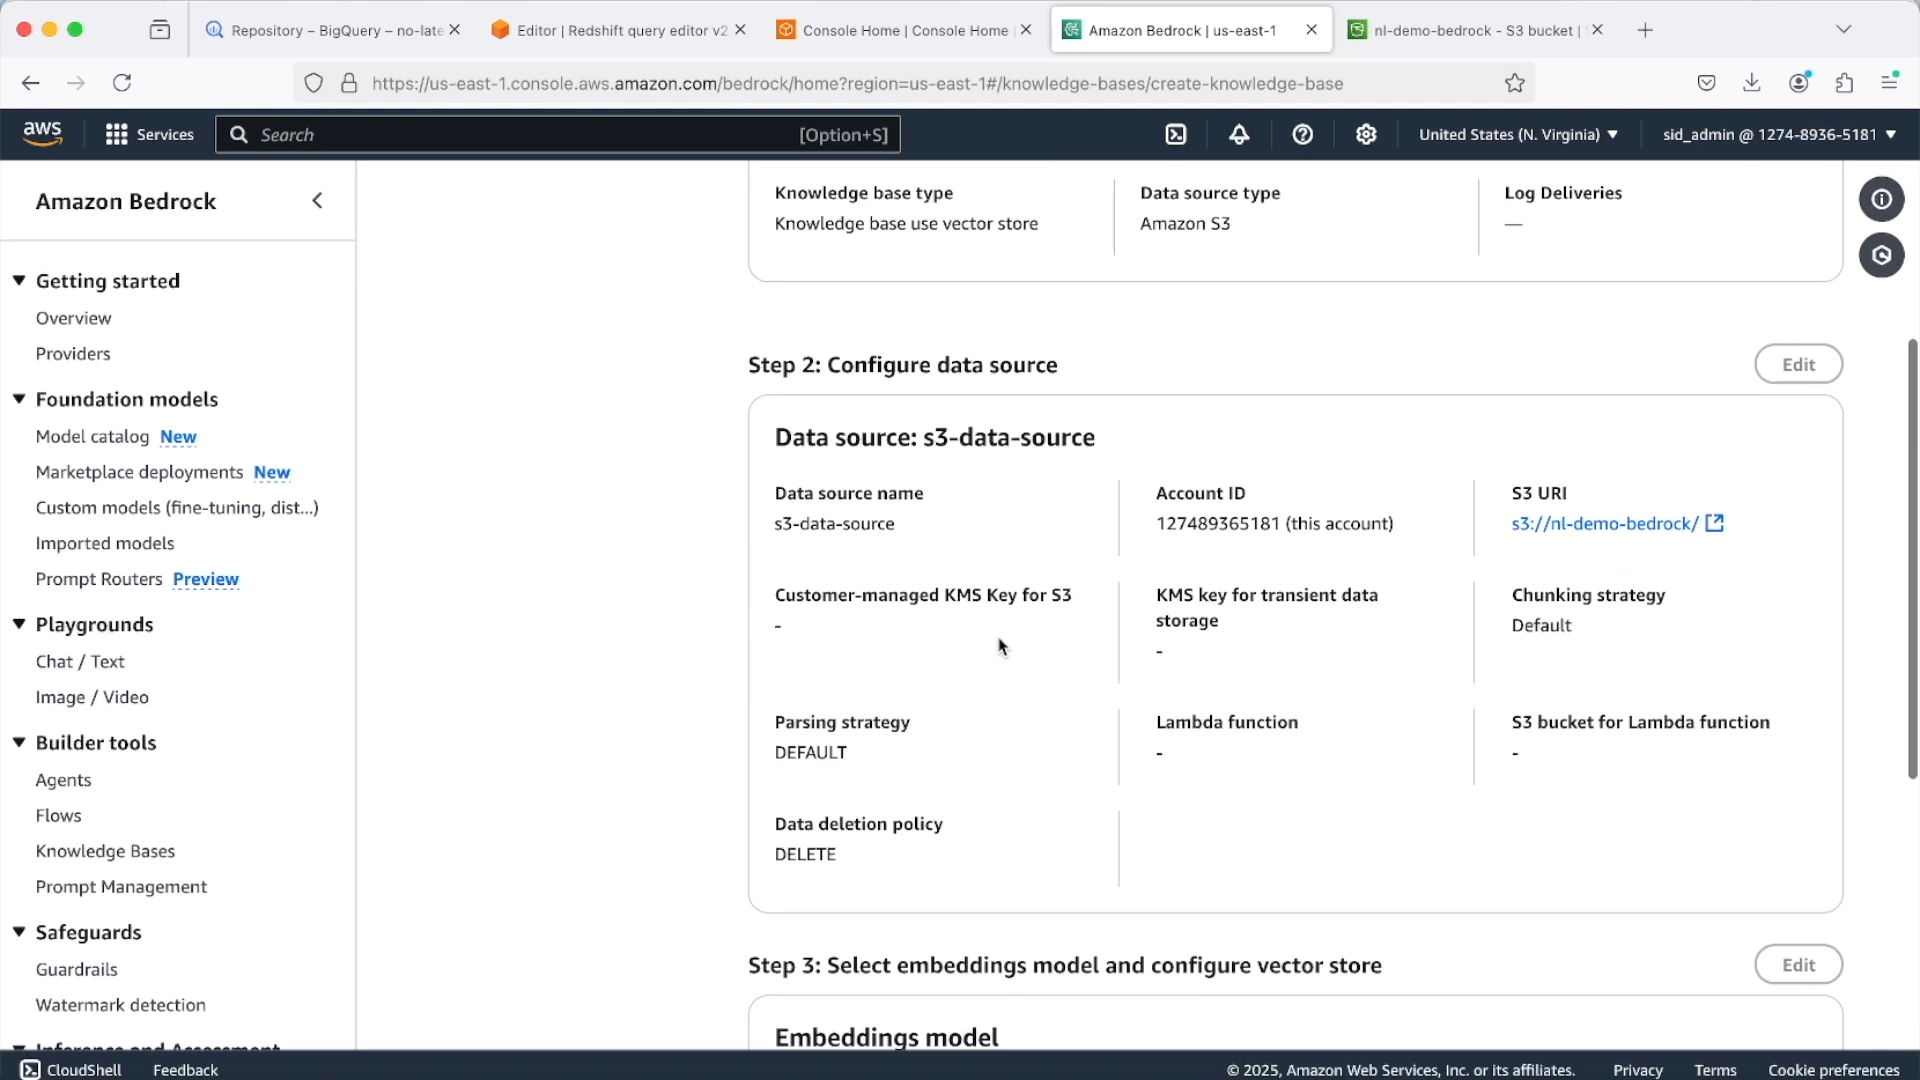 Repository – BigQuery – no-late
Editor | Redshift query editor v2
Console Home | Console Home
Amazon Bedrock | us-east-1
nl-demo-bedrock - S3 bucket |
https://us-east-1.console.aws.amazon.com/bedrock/home?region=us-east-1#/knowledge-bases/create-knowledge-base
aws
Services
Search
[Option+S]
United States (N. Virginia) ▼
sid_admin @ 1274-8936-5181 ▼
Amazon Bedrock
Getting started
Overview
Providers
Foundation models
Model catalog New
Marketplace deployments New
Custom models (fine-tuning, dist...)
Imported models
Prompt Routers Preview
Playgrounds
Chat / Text
Image / Video
Builder tools
Agents
Flows
Knowledge Bases
Prompt Management
Safeguards
Guardrails
Watermark detection
Inference and Assessment
Knowledge base type
Knowledge base use vector store
Data source type
Amazon S3
Log Deliveries
—
Step 2: Configure data source
Edit
Data source: s3-data-source
Data source name
s3-data-source
Account ID
127489365181 (this account)
S3 URI
s3://nl-demo-bedrock/
Customer-managed KMS Key for S3
-
KMS key for transient data
storage
-
Chunking strategy
Default
Parsing strategy
DEFAULT
Lambda function
-
S3 bucket for Lambda function
-
Data deletion policy
DELETE
Step 3: Select embeddings model and configure vector store
Edit
Embeddings model
CloudShell
Feedback
© 2025, Amazon Web Services, Inc. or its affiliates.
Privacy
Terms
Cookie preferences